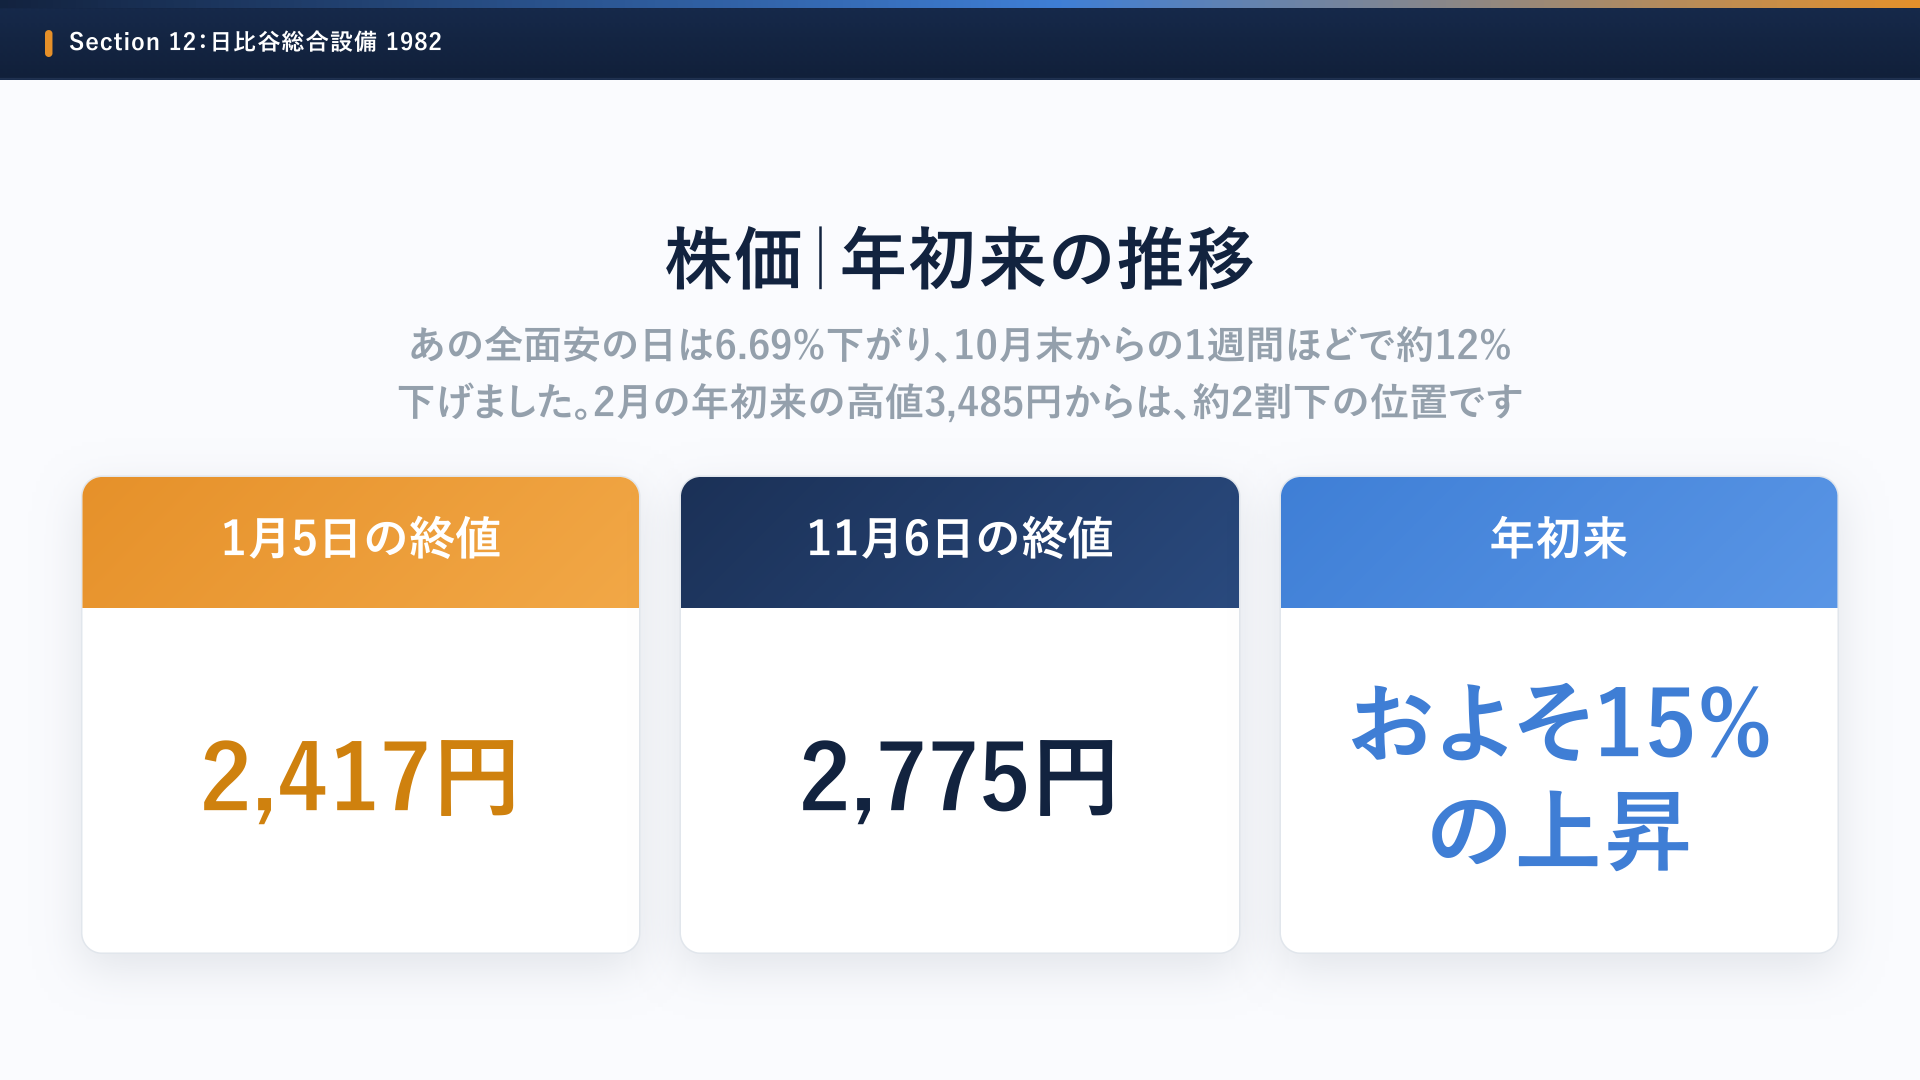 Section 12：日比谷総合設備 1982
株価｜年初来の推移
あの全面安の日は6.69%下がり、10月末からの1週間ほどで約12%
下げました。2月の年初来の高値3,485円からは、約2割下の位置です
1月5日の終値
2,417円
11月6日の終値
2,775円
年初来
およそ15%
の上昇